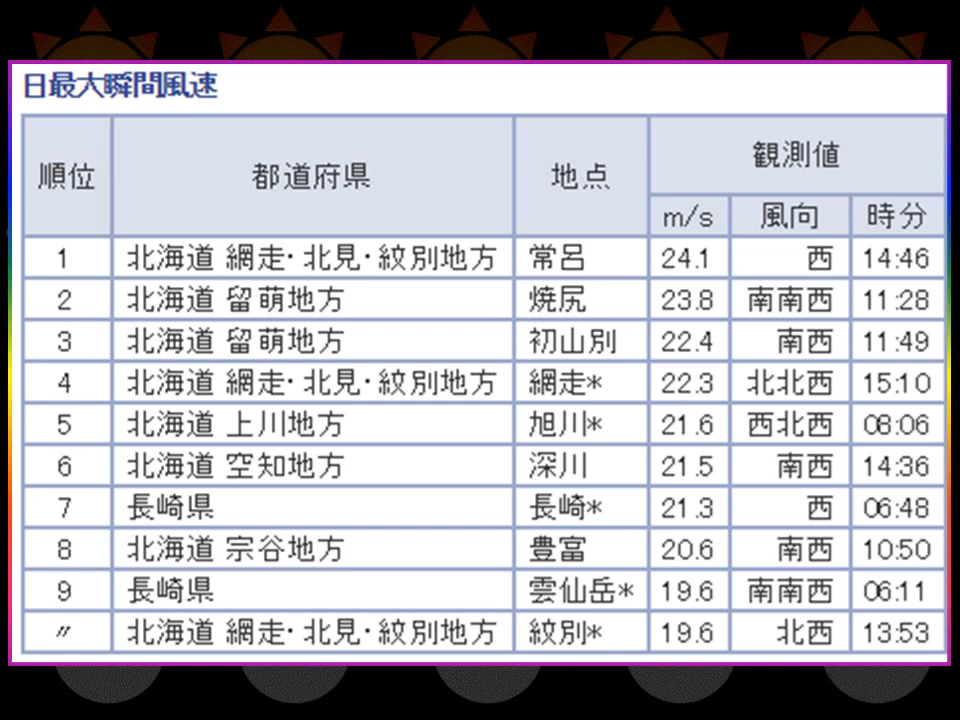 日最大瞬間風速
順位 都道府県 地点 観測値
m/s 風向 時分
1 北海道 網走・北見・紋別地方 常呂 24.1 西 14:46
2 北海道 留萌地方 焼尻 23.8 南南西 11:28
3 北海道 留萌地方 初山別 22.4 南西 11:49
4 北海道 網走・北見・紋別地方 網走* 22.3 北北西 15:10
5 北海道 上川地方 旭川* 21.6 西北西 08:06
6 北海道 空知地方 深川 21.5 南西 14:36
7 長崎県 長崎* 21.3 西 06:48
8 北海道 宗谷地方 豊富 20.6 南西 10:50
9 長崎県 雲仙岳* 19.6 南南西 06:11
〃 北海道 網走・北見・紋別地方 紋別* 19.6 北西 13:53